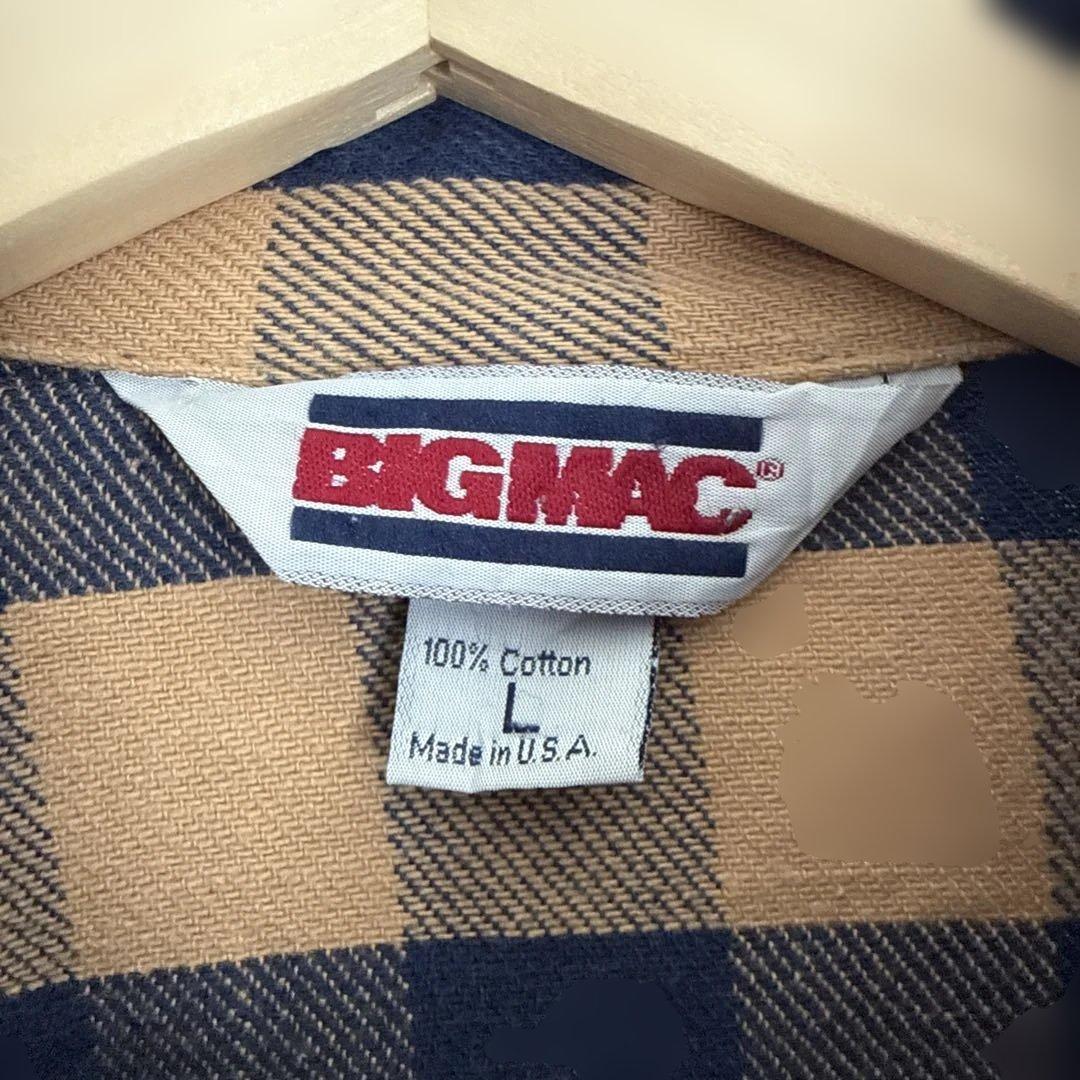 BIG MAC®
100% Cotton
L
Made in U.S.A.